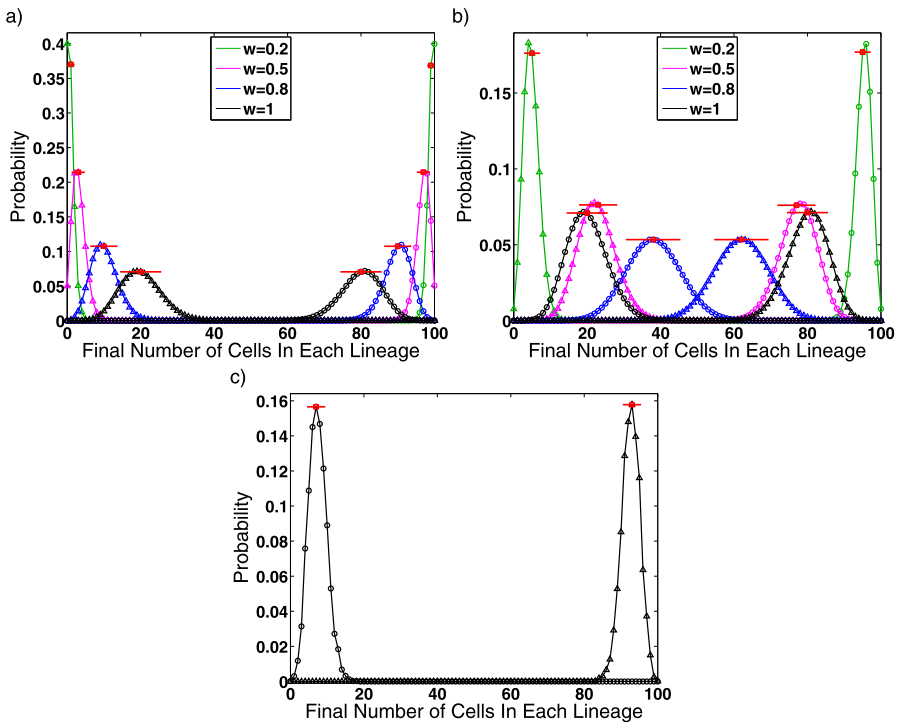 a)
Probability
0.4
0.35
0.3
0.25
0.2
0.15
0.1
0.05
0
w=0.2
w=0.5
w=0.8
w=1
0 20 40 60 80 100
Final Number of Cells In Each Lineage
b)
Probability
0.15
0.1
0.05
0
w=0.2
w=0.5
w=0.8
w=1
0 20 40 60 80 100
Final Number of Cells In Each Lineage
c)
Probability
0.16
0.14
0.12
0.1
0.08
0.06
0.04
0.02
0
0 20 40 60 80 100
Final Number of Cells In Each Lineage